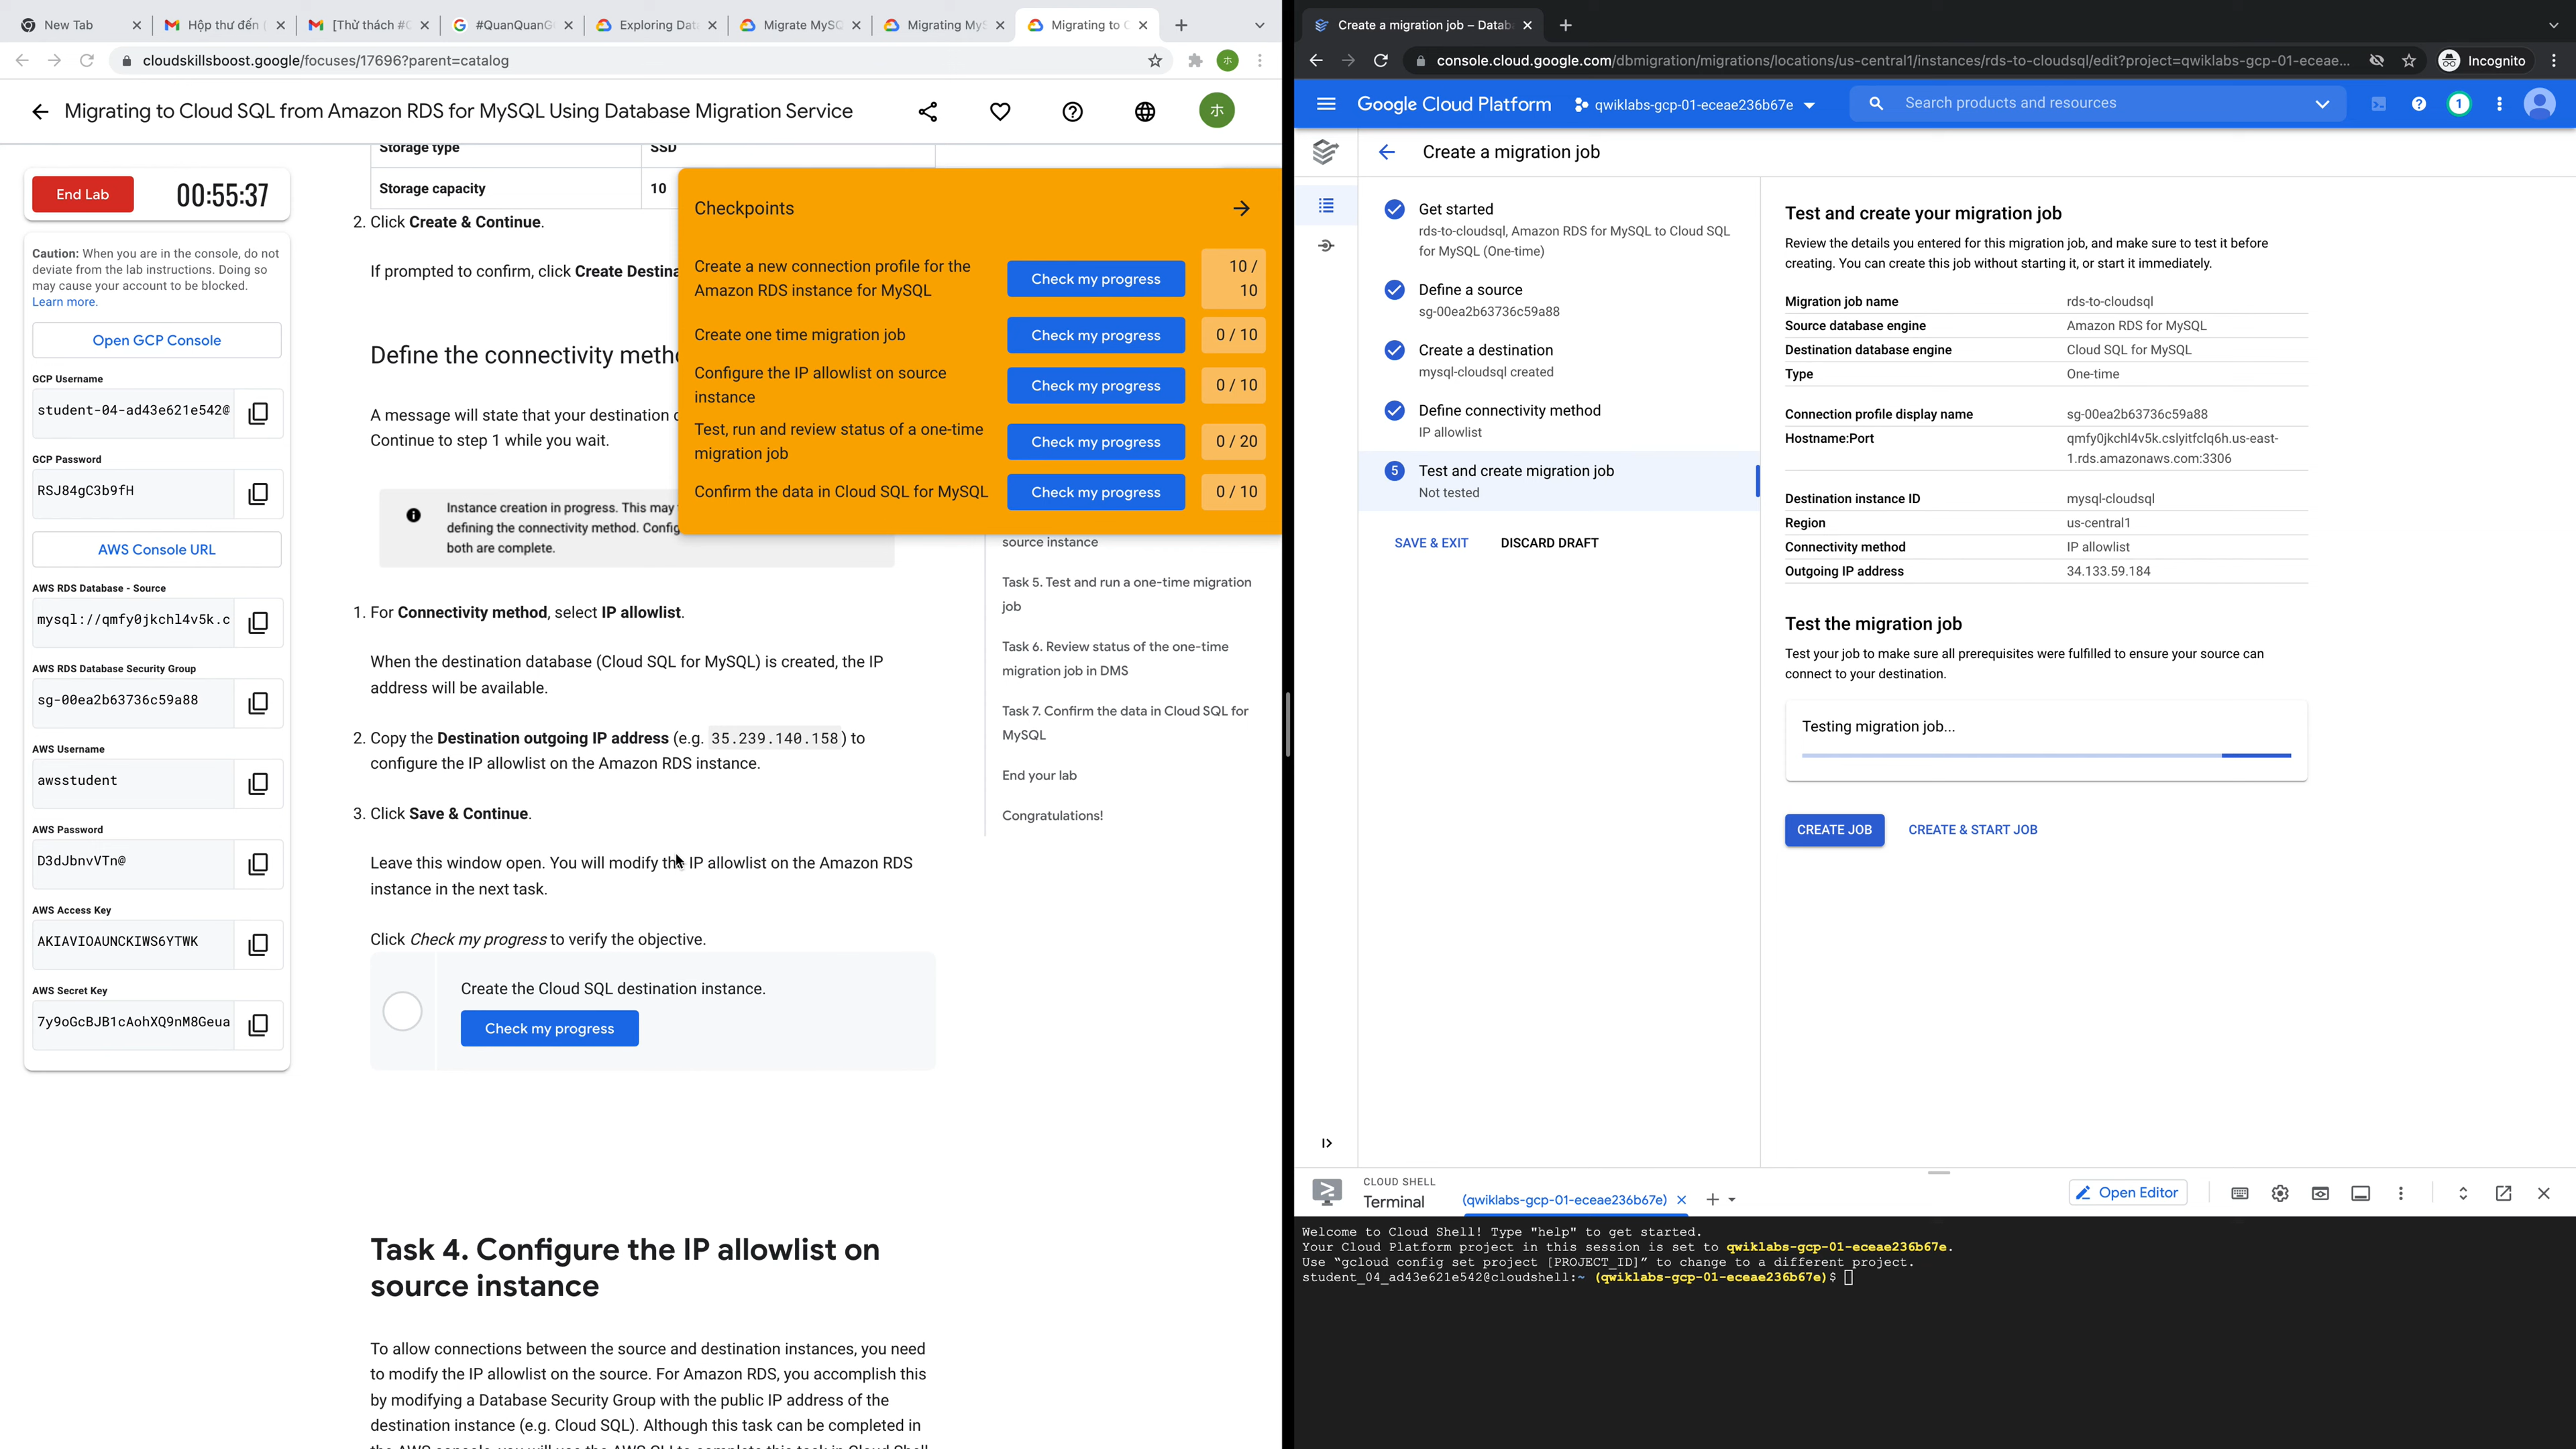 New Tab
Hộp thư đến (
[Thử thách #C
#QuanQuanG
Exploring Dat
Migrate MySQ
Migrating MyS
Migrating to C
cloudskillsboost.google/focuses/17696?parent=catalog
Migrating to Cloud SQL from Amazon RDS for MySQL Using Database Migration Service
ホ
End Lab
00:55:37
Caution: When you are in the console, do not
deviate from the lab instructions. Doing so
may cause your account to be blocked.
Learn more.
Open GCP Console
GCP Username
student-04-ad43e621e542@
GCP Password
RSJ84gC3b9fH
AWS Console URL
AWS RDS Database - Source
mysql://qmfy0jkchl4v5k.c
AWS RDS Database Security Group
sg-00ea2b63736c59a88
AWS Username
awsstudent
AWS Password
D3dJbnvVTn@
AWS Access Key
AKIAVIOAUNCKIWS6YTWK
AWS Secret Key
7y9oGcBJB1cAohXQ9nM8Geua
Storage type SSD
Storage capacity 10
2. Click Create & Continue.
If prompted to confirm, click Create Destina
Define the connectivity meth
A message will state that your destination
Continue to step 1 while you wait.
Instance creation in progress. This may
defining the connectivity method. Config
both are complete.
1. For Connectivity method, select IP allowlist.
When the destination database (Cloud SQL for MySQL) is created, the IP
address will be available.
2. Copy the Destination outgoing IP address (e.g. 35.239.140.158) to
configure the IP allowlist on the Amazon RDS instance.
3. Click Save & Continue.
Leave this window open. You will modify the IP allowlist on the Amazon RDS
instance in the next task.
Click Check my progress to verify the objective.
Create the Cloud SQL destination instance.
Check my progress
Task 4. Configure the IP allowlist on
source instance
To allow connections between the source and destination instances, you need
to modify the IP allowlist on the source. For Amazon RDS, you accomplish this
by modifying a Database Security Group with the public IP address of the
destination instance (e.g. Cloud SQL). Although this task can be completed in
the AWS console, you will use the AWS CLI to complete this task in Cloud Shell
Checkpoints
Create a new connection profile for the
Amazon RDS instance for MySQL
Check my progress
10 /
10
Create one time migration job
Check my progress
0 / 10
Configure the IP allowlist on source
instance
Check my progress
0 / 10
Test, run and review status of a one-time
migration job
Check my progress
0 / 20
Confirm the data in Cloud SQL for MySQL
Check my progress
0 / 10
source instance
Task 5. Test and run a one-time migration
job
Task 6. Review status of the one-time
migration job in DMS
Task 7. Confirm the data in Cloud SQL for
MySQL
End your lab
Congratulations!
Create a migration job – Datab
console.cloud.google.com/dbmigration/migrations/locations/us-central1/instances/rds-to-cloudsql/edit?project=qwiklabs-gcp-01-eceae...
Incognito
Google Cloud Platform
qwiklabs-gcp-01-eceae236b67e
Search products and resources
1
Create a migration job
Get started
rds-to-cloudsql, Amazon RDS for MySQL to Cloud SQL
for MySQL (One-time)
Define a source
sg-00ea2b63736c59a88
Create a destination
mysql-cloudsql created
Define connectivity method
IP allowlist
5 Test and create migration job
Not tested
SAVE & EXIT
DISCARD DRAFT
Test and create your migration job
Review the details you entered for this migration job, and make sure to test it before
creating. You can create this job without starting it, or start it immediately.
Migration job name rds-to-cloudsql
Source database engine Amazon RDS for MySQL
Destination database engine Cloud SQL for MySQL
Type One-time
Connection profile display name sg-00ea2b63736c59a88
Hostname:Port qmfy0jkchl4v5k.cslyitfclq6h.us-east-
1.rds.amazonaws.com:3306
Destination instance ID mysql-cloudsql
Region us-central1
Connectivity method IP allowlist
Outgoing IP address 34.133.59.184
Test the migration job
Test your job to make sure all prerequisites were fulfilled to ensure your source can
connect to your destination.
Testing migration job...
CREATE JOB
CREATE & START JOB
CLOUD SHELL
Terminal
(qwiklabs-gcp-01-eceae236b67e)
Open Editor
Welcome to Cloud Shell! Type "help" to get started.
Your Cloud Platform project in this session is set to qwiklabs-gcp-01-eceae236b67e.
Use “gcloud config set project [PROJECT_ID]” to change to a different project.
student_04_ad43e621e542@cloudshell:~ (qwiklabs-gcp-01-eceae236b67e)$